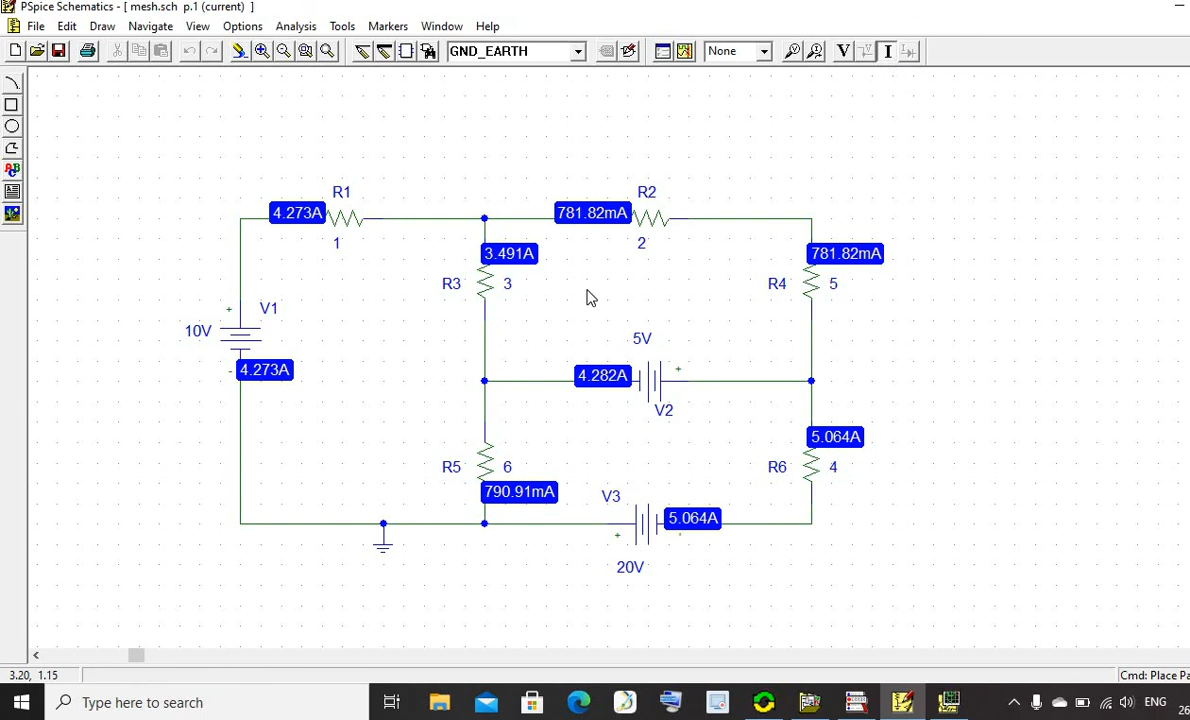 PSpice Schematics - [ mesh.sch p.1 (current) ]
File Edit Draw Navigate View Options Analysis Tools Markers Window Help
GND_EARTH
None
V
I
ABC
R1
R2
4.273A
781.82mA
1
2
3.491A
781.82mA
R3 3
R4 5
+ V1
10V
5V
- 4.273A
4.282A
+
V2
5.064A
R5 6
R6 4
790.91mA
V3
5.064A
+
20V
3.20, 1.15
Cmd: Place Pa
Type here to search
ENG
26